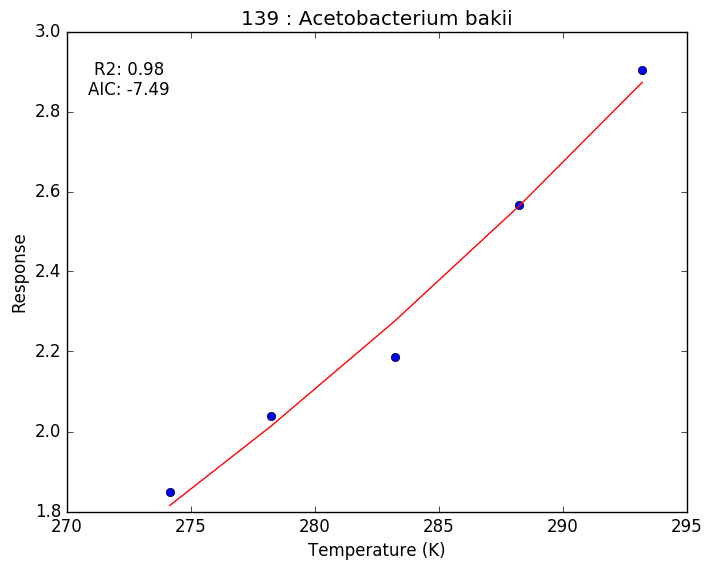 139 : Acetobacterium bakii
R2: 0.98
AIC: -7.49
3.0
2.8
2.6
2.4
2.2
2.0
1.8
Response
270 275 280 285 290 295
Temperature (K)